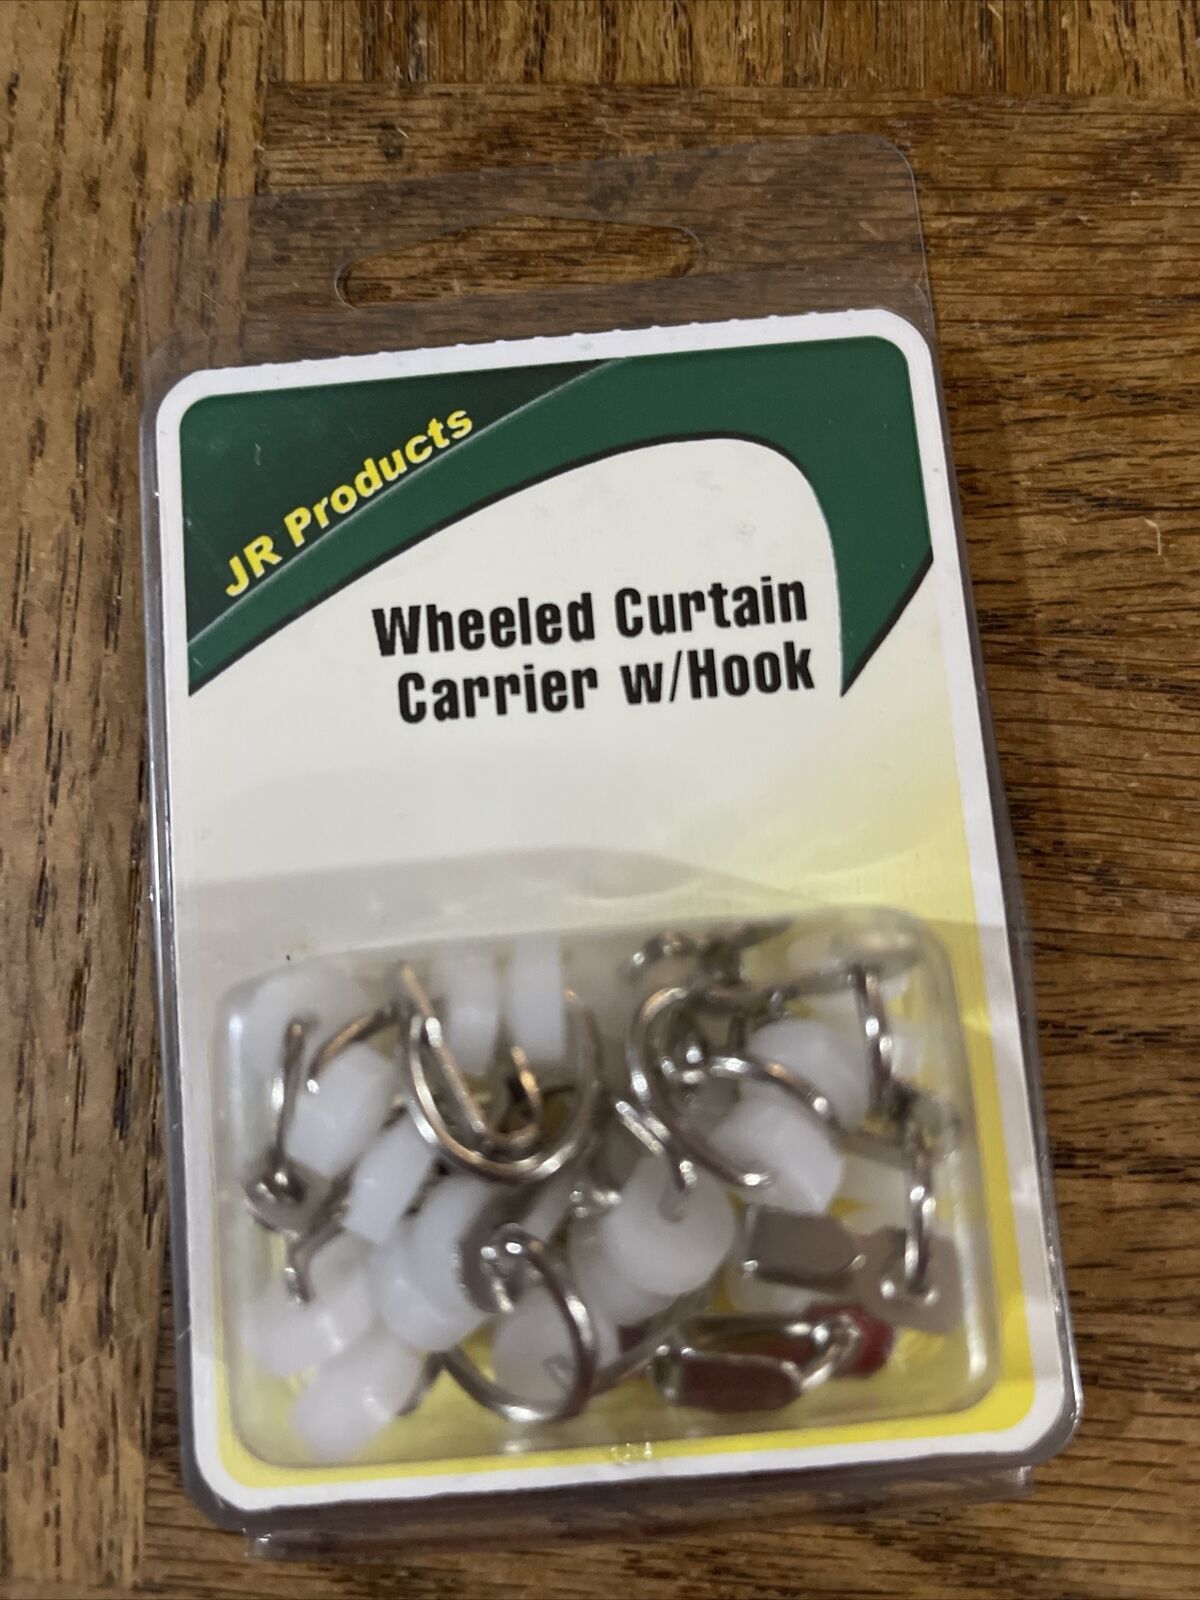 JR Products
Wheeled Curtain
Carrier w/Hook